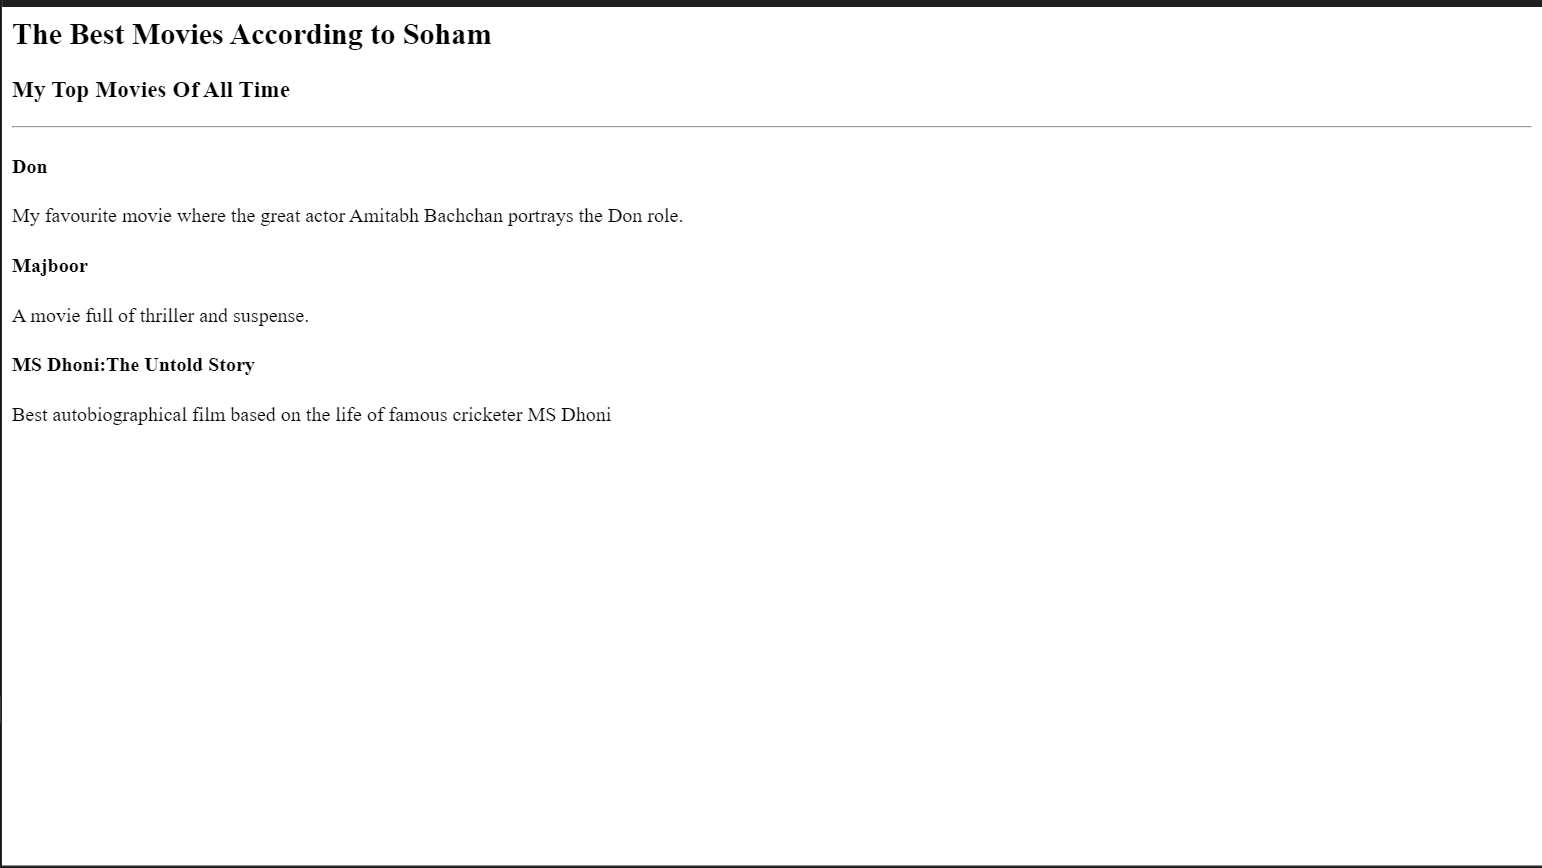 The Best Movies According to Soham
My Top Movies Of All Time
Don
My favourite movie where the great actor Amitabh Bachchan portrays the Don role.
Majboor
A movie full of thriller and suspense.
MS Dhoni:The Untold Story
Best autobiographical film based on the life of famous cricketer MS Dhoni